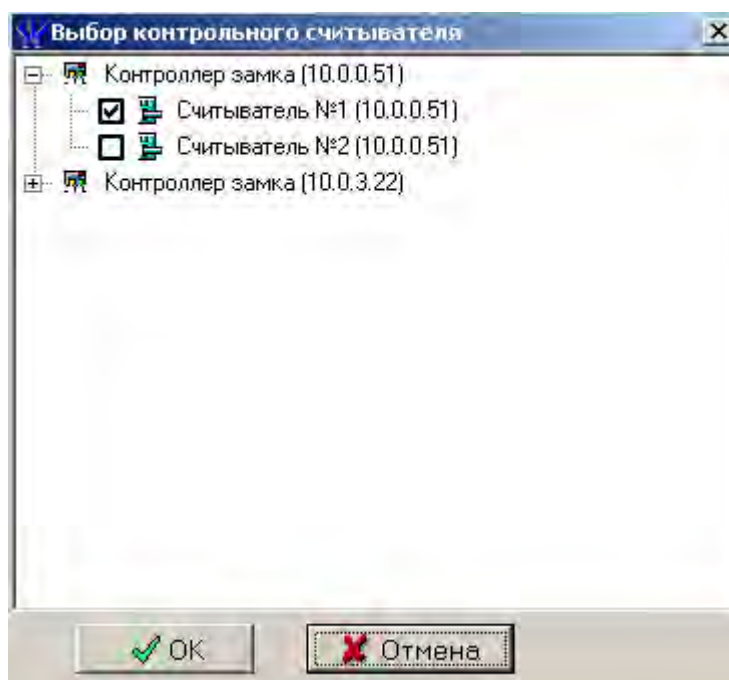 Выбор контрольного считывателя
Контроллер замка (10.0.0.51)
Считыватель №1 (10.0.0.51)
Считыватель №2 (10.0.0.51)
Контроллер замка (10.0.3.22)
OK
Отмена